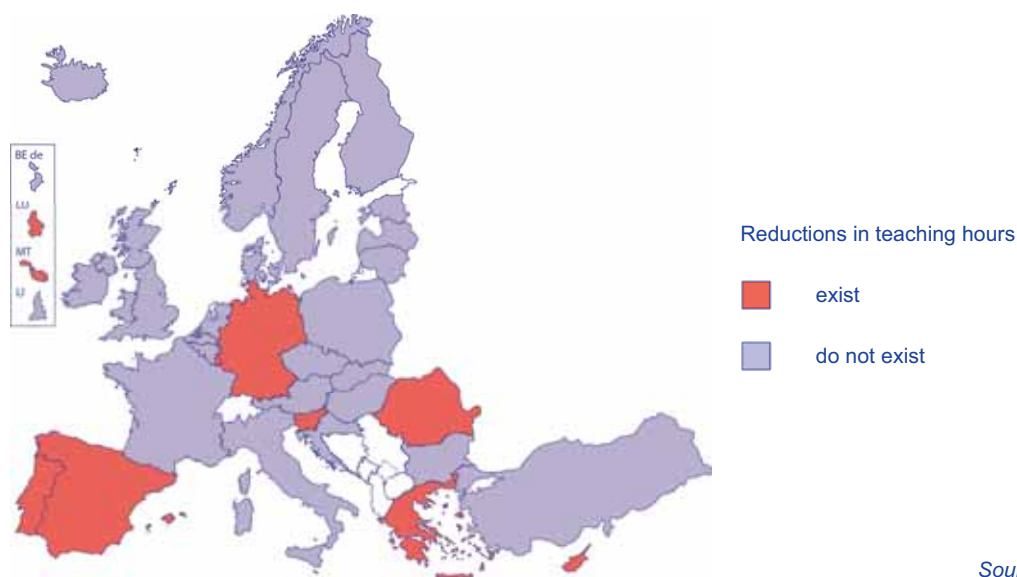 BE de
LU
MT
LI
Reductions in teaching hours
exist
do not exist